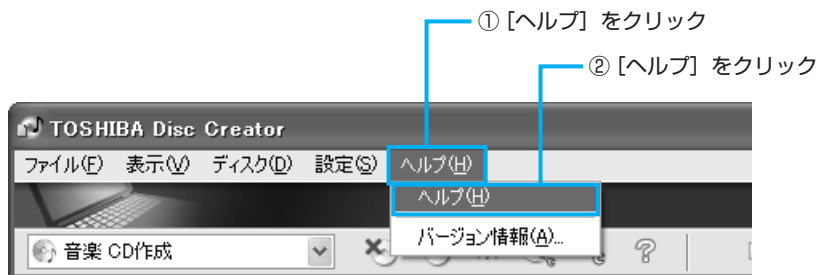 ① [ヘルプ] をクリック
② [ヘルプ] をクリック
TOSHIBA Disc Creator
ファイル(F) 表示(V) ディスク(D) 設定(S) ヘルプ(H)
ヘルプ(H)
バージョン情報(A)...
音楽 CD作成